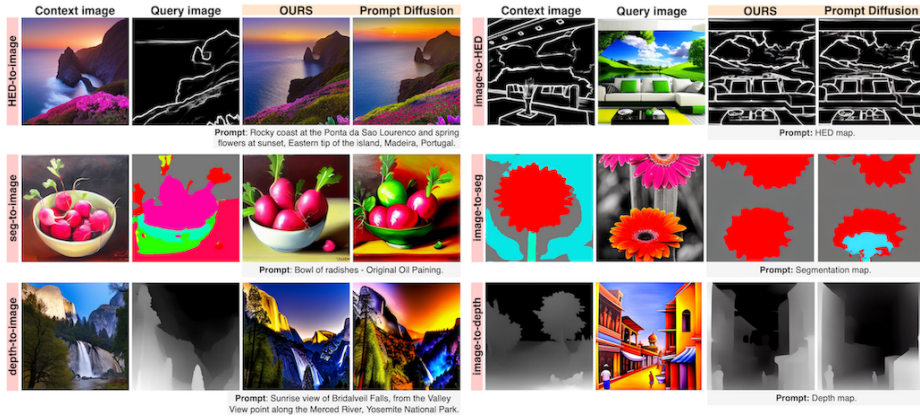 Context image Query image OURS Prompt Diffusion
HED-to-image
Prompt: Rocky coast at the Ponta da Sao Lourenco and spring
flowers at sunset, Eastern tip of the island, Madeira, Portugal.
seg-to-image
Prompt: Bowl of radishes - Original Oil Paining.
depth-to-image
Prompt: Sunrise view of Bridalveil Falls, from the Valley
View point along the Merced River, Yosemite National Park.
Context image Query image OURS Prompt Diffusion
image-to-HED
Prompt: HED map.
image-to-seg
Prompt: Segmentation map.
image-to-depth
Prompt: Depth map.